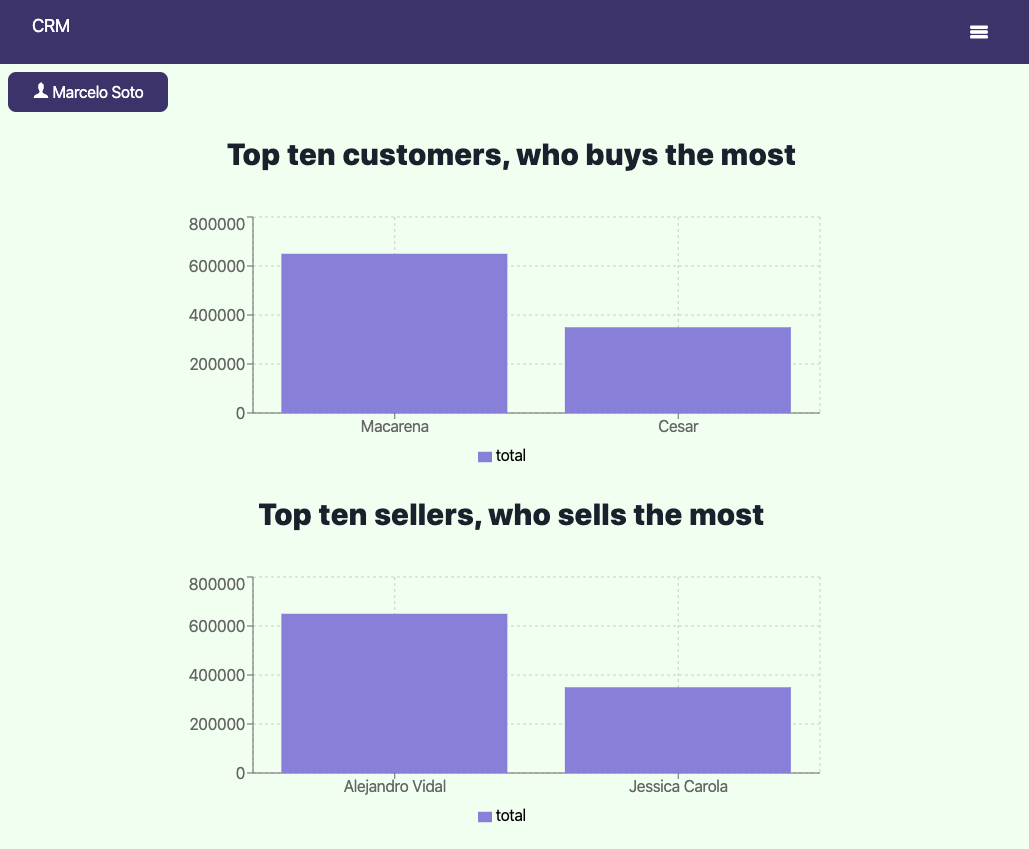 CRM
Marcelo Soto
Top ten customers, who buys the most
800000
600000
400000
200000
0
Macarena Cesar
total
Top ten sellers, who sells the most
800000
600000
400000
200000
0
Alejandro Vidal Jessica Carola
total